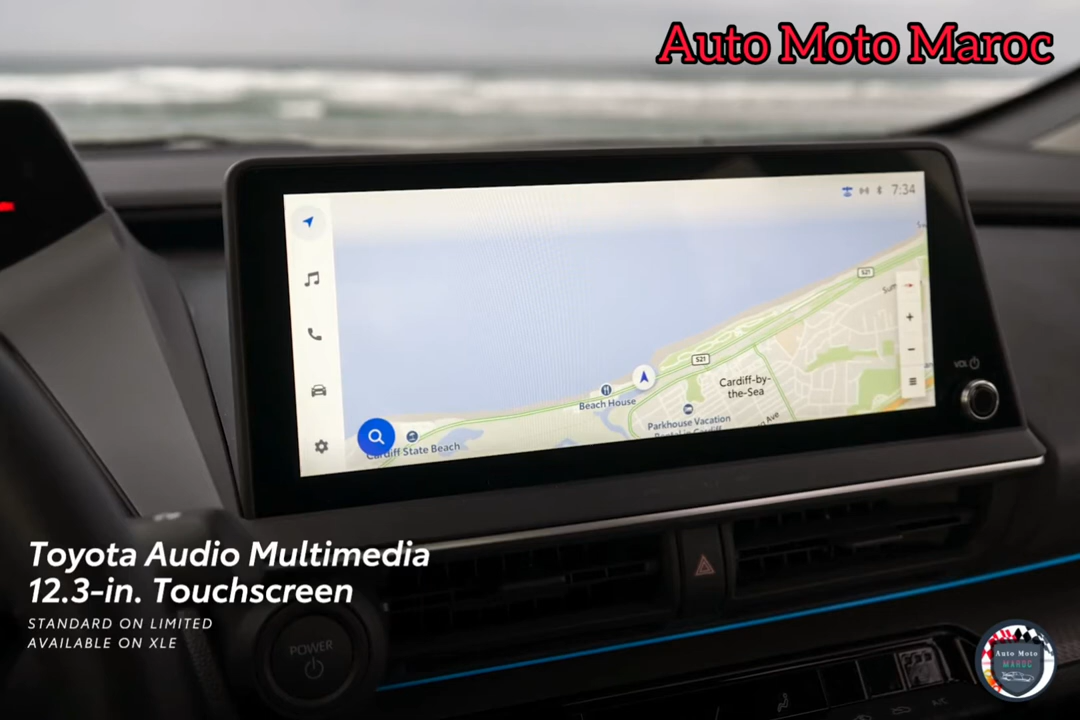 Auto Moto Maroc
7:34
S21
S21
Cardiff-by-
the-Sea
Beach House
Parkhouse Vacation
Ave
Cardiff State Beach
VOL
Toyota Audio Multimedia
12.3-in. Touchscreen
STANDARD ON LIMITED
AVAILABLE ON XLE
POWER
Auto Moto
MAROC